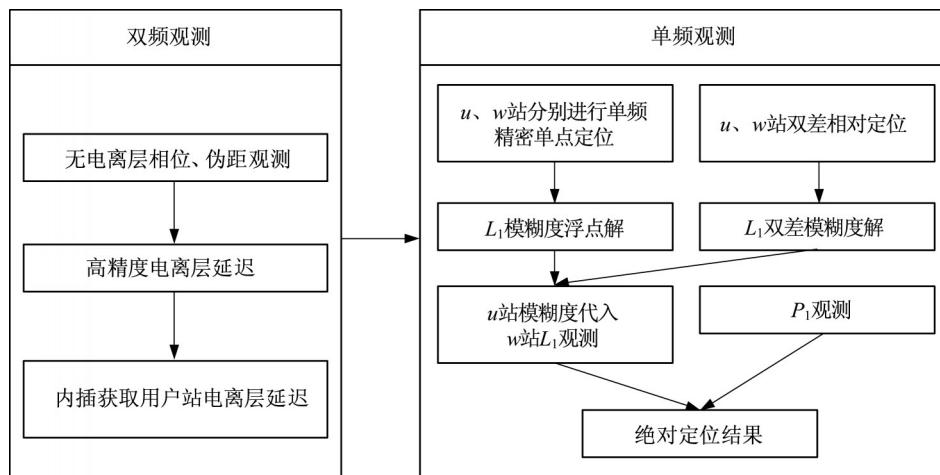 双频观测
无电离层相位、伪距观测
高精度电离层延迟
内插获取用户站电离层延迟
单频观测
u、w站分别进行单频
精密单点定位
u、w站双差相对定位
L₁模糊度浮点解
L₁双差模糊度解
u站模糊度代入
w站L₁观测
P₁观测
绝对定位结果